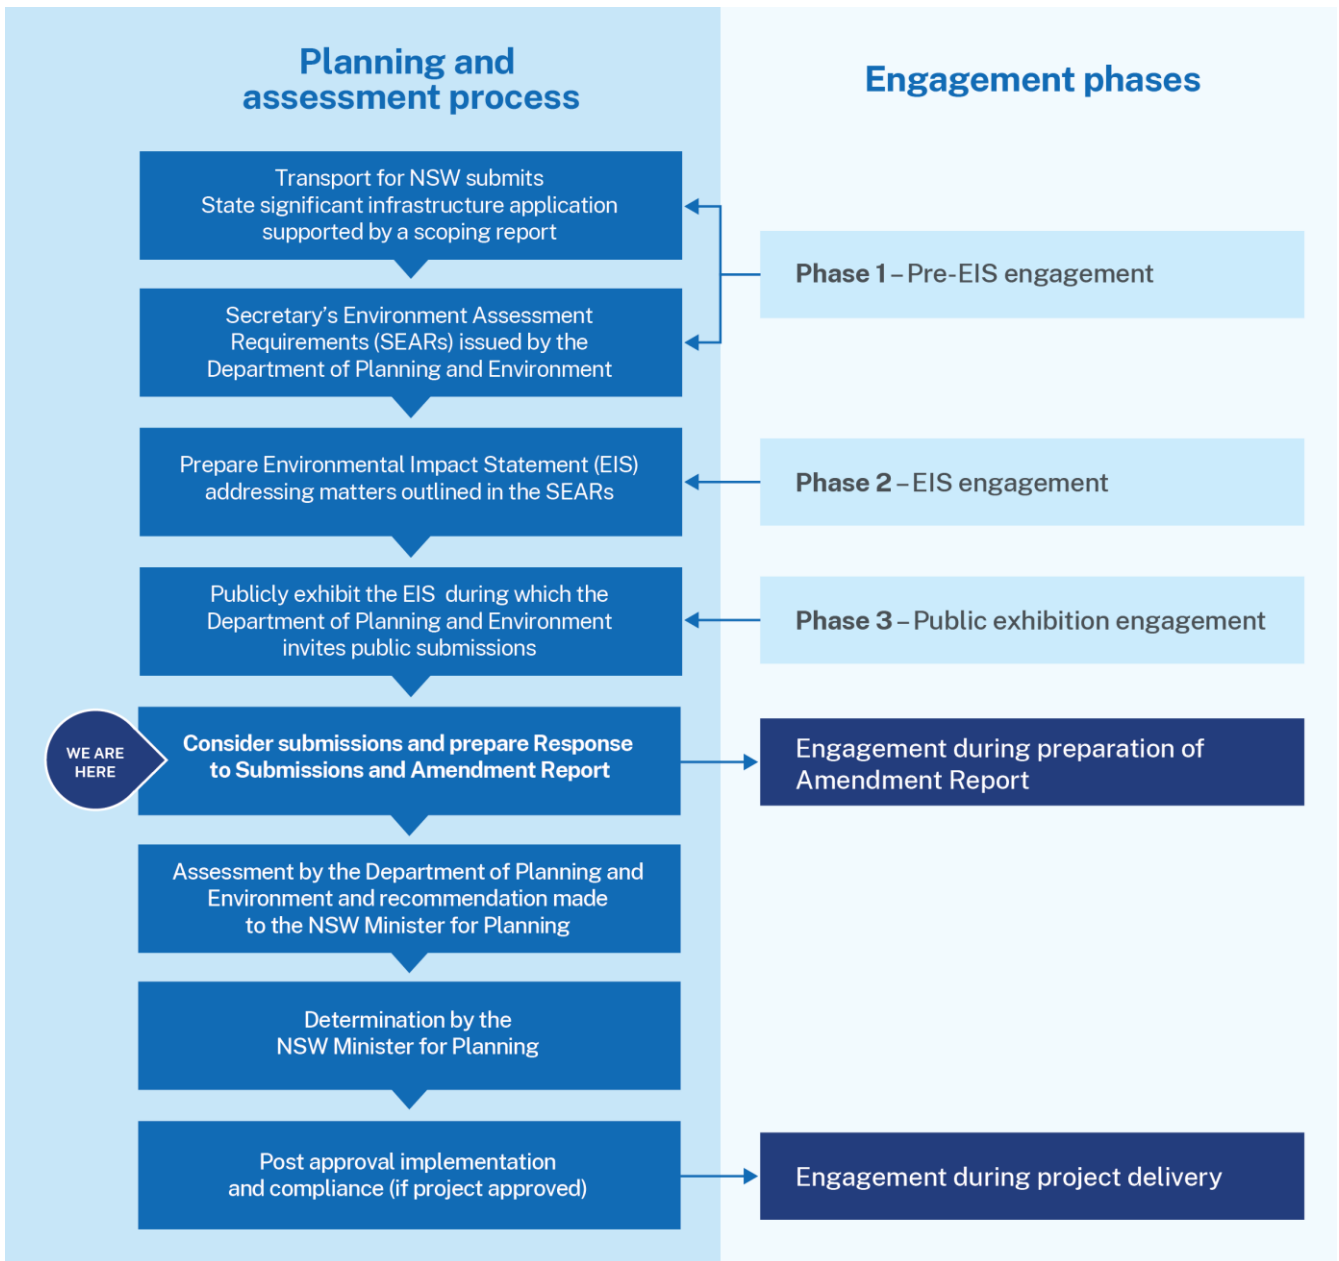 Planning and
assessment process
Engagement phases
Transport for NSW submits
State significant infrastructure application
supported by a scoping report
Phase 1 – Pre-EIS engagement
Secretary's Environment Assessment
Requirements (SEARs) issued by the
Department of Planning and Environment
Prepare Environmental Impact Statement (EIS)
addressing matters outlined in the SEARs
Phase 2 – EIS engagement
Publicly exhibit the EIS during which the
Department of Planning and Environment
invites public submissions
Phase 3 – Public exhibition engagement
WE ARE
HERE
Consider submissions and prepare Response
to Submissions and Amendment Report
Engagement during preparation of
Amendment Report
Assessment by the Department of Planning and
Environment and recommendation made
to the NSW Minister for Planning
Determination by the
NSW Minister for Planning
Post approval implementation
and compliance (if project approved)
Engagement during project delivery